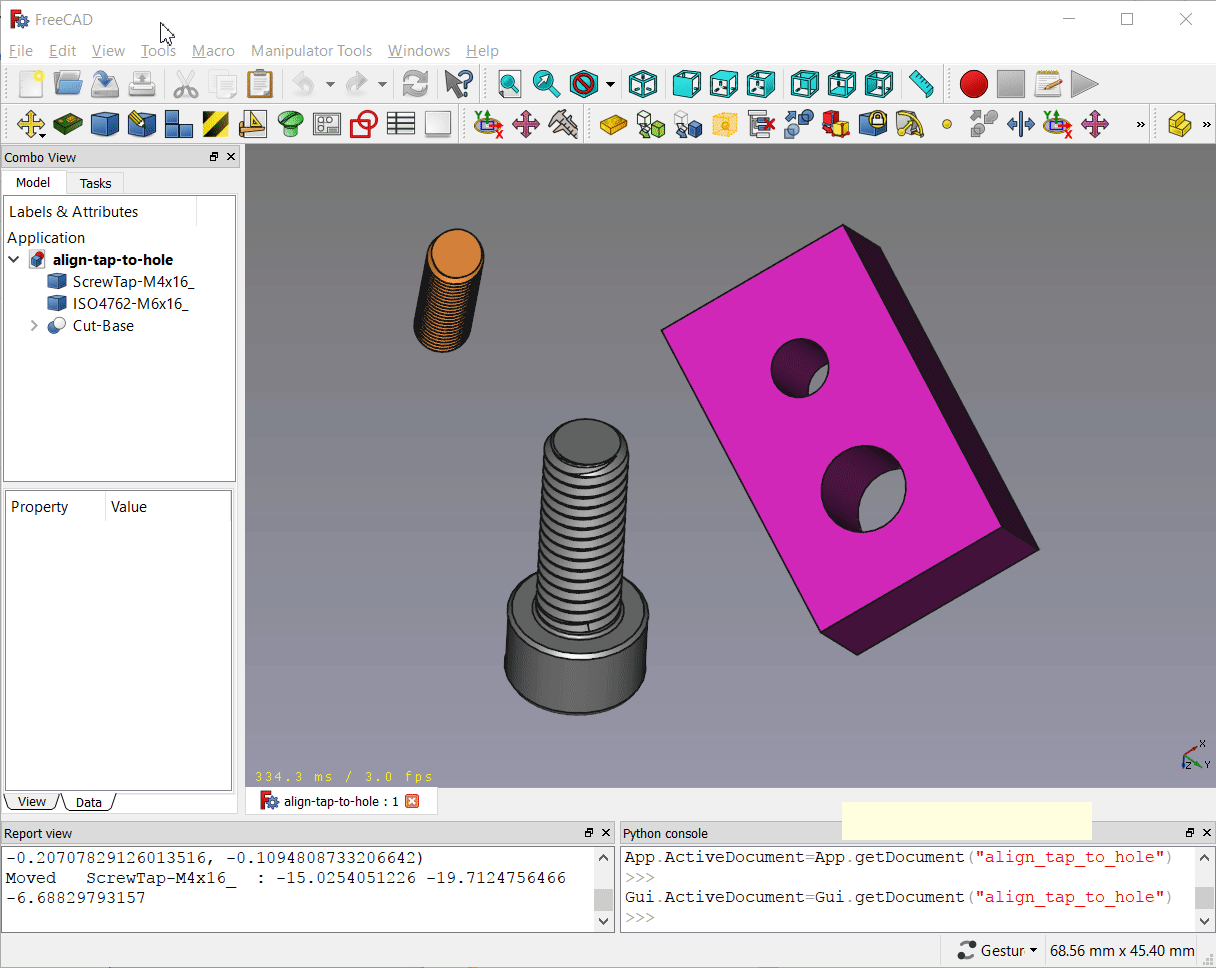 FreeCAD
File Edit View Tools Macro Manipulator Tools Windows Help
Combo View
Model Tasks
Labels & Attributes
Application
align-tap-to-hole
ScrewTap-M4x16_
ISO4762-M6x16_
Cut-Base
Property Value
334.3 ms / 3.0 fps
X
Y
Z
View Data
align-tap-to-hole : 1
Report view
-0.20707829126013516, -0.1094808733206642)
Moved ScrewTap-M4x16_ : -15.0254051226 -19.7124756466
-6.68829793157
Python console
App.ActiveDocument=App.getDocument("align_tap_to_hole")
>>>
Gui.ActiveDocument=Gui.getDocument("align_tap_to_hole")
>>>
Gestur
68.56 mm x 45.40 mm